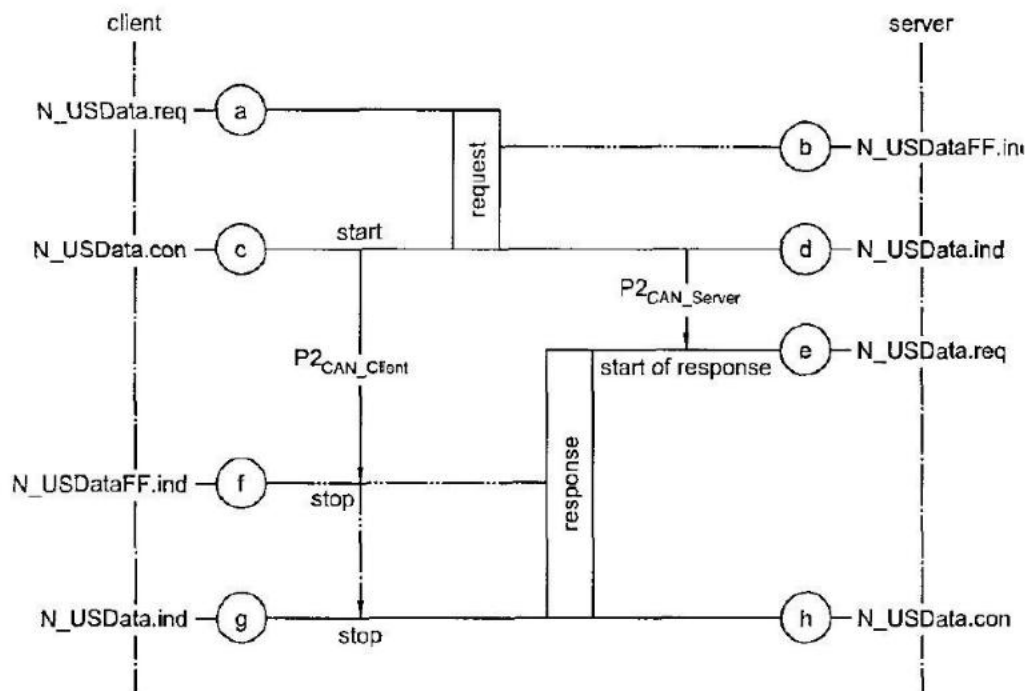 client
server
N_USData.req
a
b
N_USDataFF.in
request
N_USData.con
c
start
d
N_USData.ind
P2CAN_Server
P2CAN_Client
e
N_USData.req
start of response
response
N_USDataFF.ind
f
stop
N_USData.ind
g
stop
h
N_USData.con